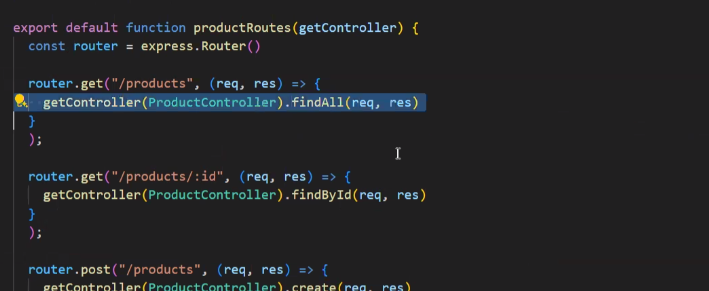 export default function productRoutes(getController) {
  const router = express.Router()

  router.get("/products", (req, res) => {
    getController(ProductController).findAll(req, res)
  }
  );

  router.get("/products/:id", (req, res) => {
    getController(ProductController).findById(req, res)
  }
  );

  router.post("/products", (req, res) => {
    getController(ProductController).create(req, res)